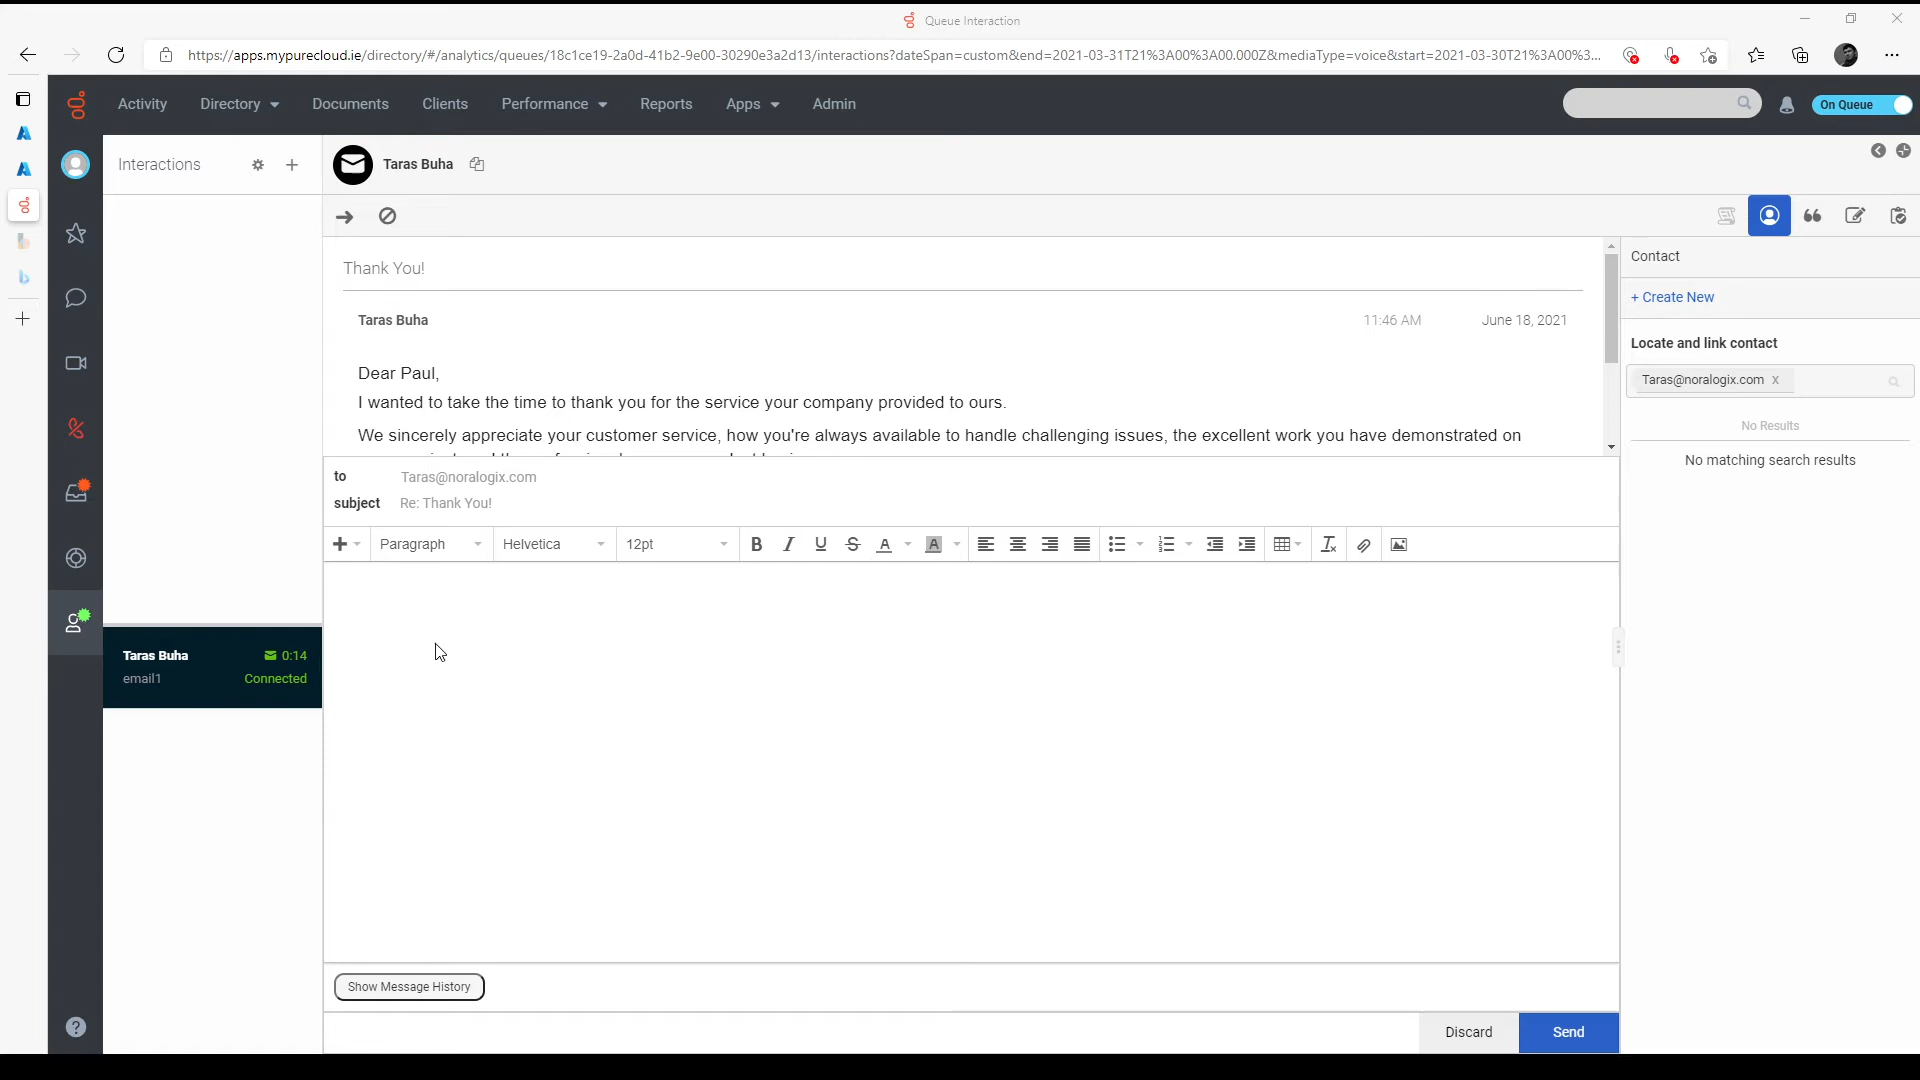 Queue Interaction
https://apps.mypurecloud.ie/directory/#/analytics/queues/18c1ce19-2a0d-41b2-9e00-30290e3a2d13/interactions?dateSpan=custom&end=2021-03-31T21%3A00%3A00.000Z&mediaType=voice&start=2021-03-30T21%3A00%3...
Activity Directory Documents Clients Performance Reports Apps Admin On Queue
Interactions
Taras Buha
Thank You!
Taras Buha 11:46 AM June 18, 2021
Dear Paul,
I wanted to take the time to thank you for the service your company provided to ours.
We sincerely appreciate your customer service, how you're always available to handle challenging issues, the excellent work you have demonstrated on
to Taras@noralogix.com
subject Re: Thank You!
Paragraph Helvetica 12pt
Taras Buha 0:14
email1 Connected
Show Message History
Discard Send
Contact
+ Create New
Locate and link contact
Taras@noralogix.com x
No Results
No matching search results